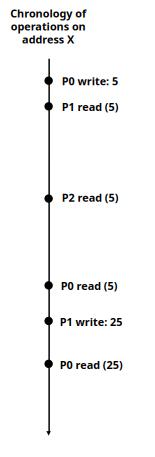 Chronology of
operations on
address X
P0 write: 5
P1 read (5)
P2 read (5)
P0 read (5)
P1 write: 25
P0 read (25)